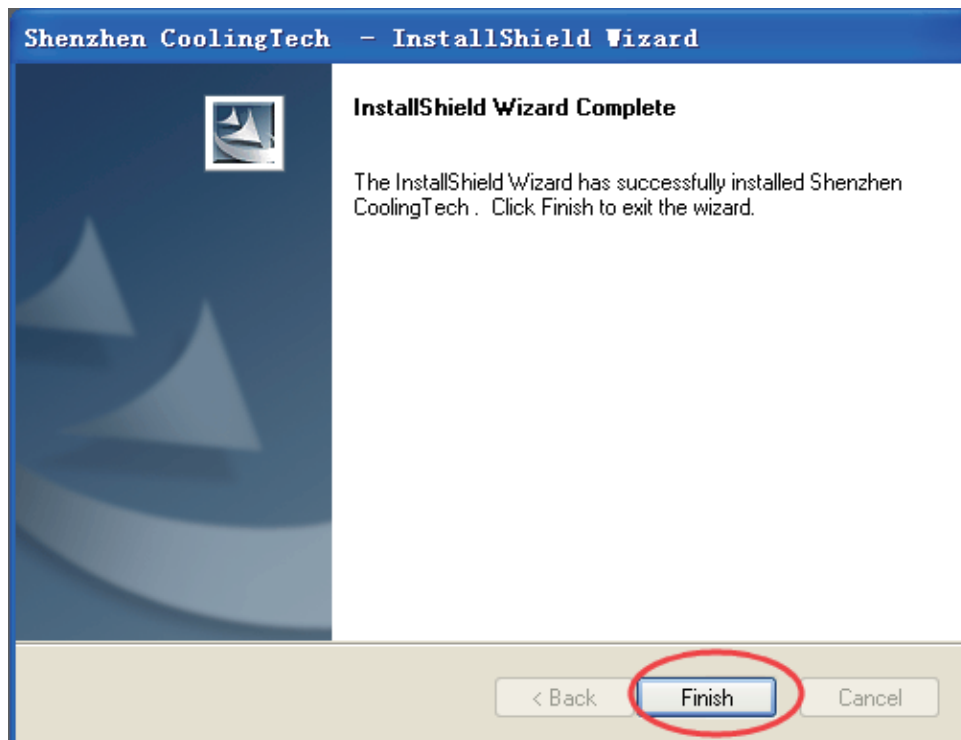 Shenzhen CoolingTech - InstallShield Wizard
InstallShield Wizard Complete
The InstallShield Wizard has successfully installed Shenzhen
CoolingTech . Click Finish to exit the wizard.
< Back
Finish
Cancel